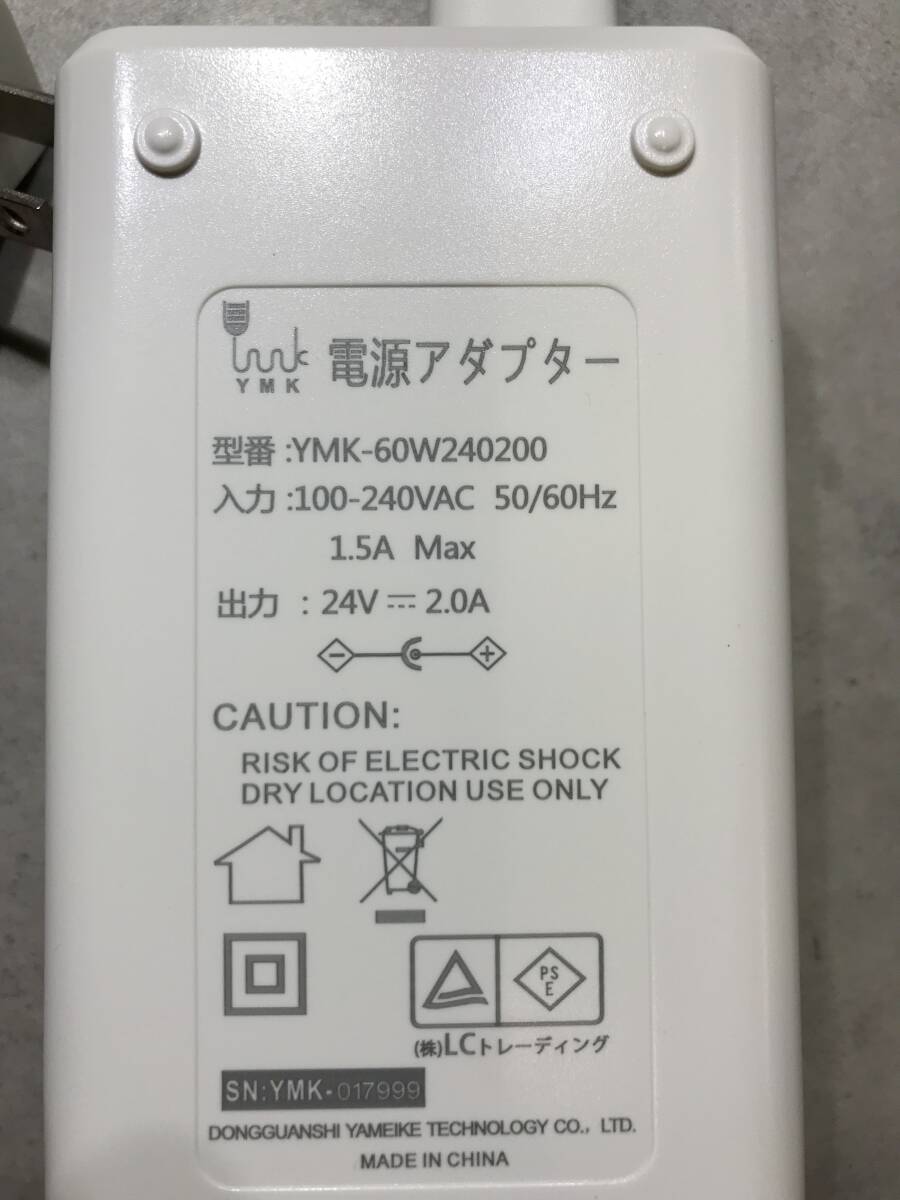 YMK
電源アダプター
型番 :YMK-60W240200
入力 :100-240VAC 50/60Hz
1.5A Max
出力 : 24V ⎓ 2.0A
- +
CAUTION:
RISK OF ELECTRIC SHOCK
DRY LOCATION USE ONLY
PS
E
(株)LCトレーディング
SN:YMK-017999
DONGGUANSHI YAMEIKE TECHNOLOGY CO., LTD.
MADE IN CHINA